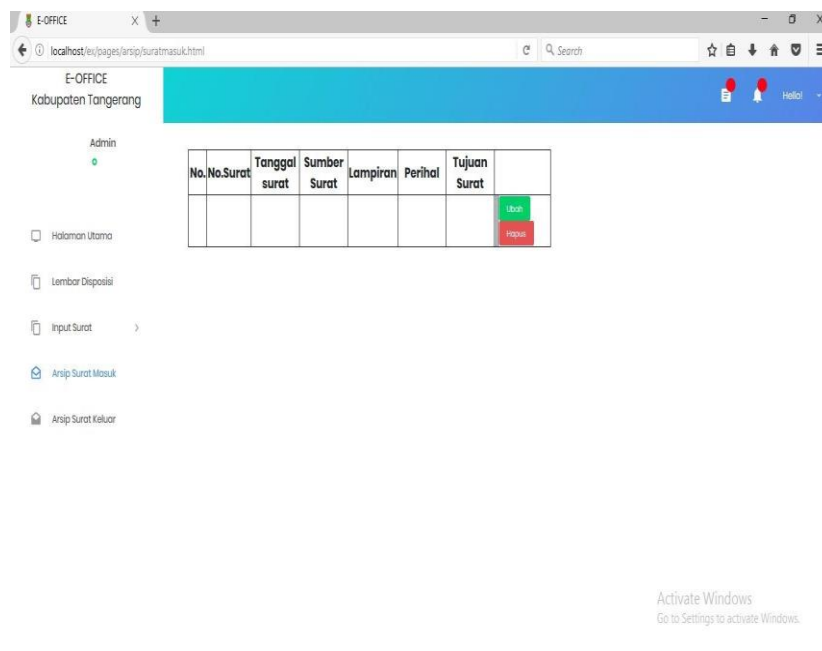 E-OFFICE
localhost/ei/pages/arsip/suratmasuk.html
Search
E-OFFICE
Kabupaten Tangerang
Hello!
Admin
No. No.Surat Tanggal surat Sumber Surat Lampiran Perihal Tujuan Surat
Ubah
Hapus
Halaman Utama
Lembar Disposisi
Input Surat
Arsip Surat Masuk
Arsip Surat Keluar
Activate Windows
Go to Settings to activate Windows.